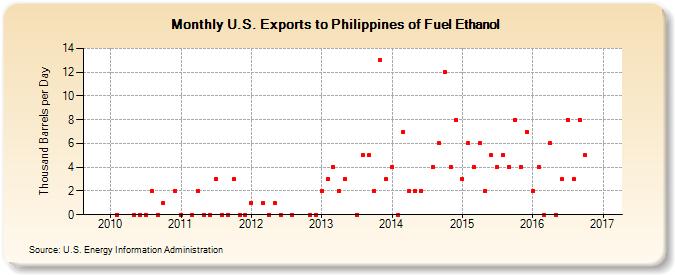 Monthly U.S. Exports to Philippines of Fuel Ethanol
Thousand Barrels per Day
14
12
10
8
6
4
2
0
2010 2011 2012 2013 2014 2015 2016 2017
Source: U.S. Energy Information Administration